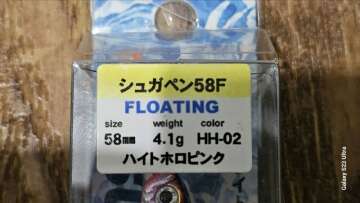 シュガペン58F
FLOATING
size weight color
58mm 4.1g HH-02
ハイトホロピンク
Galaxy S23 Ultra